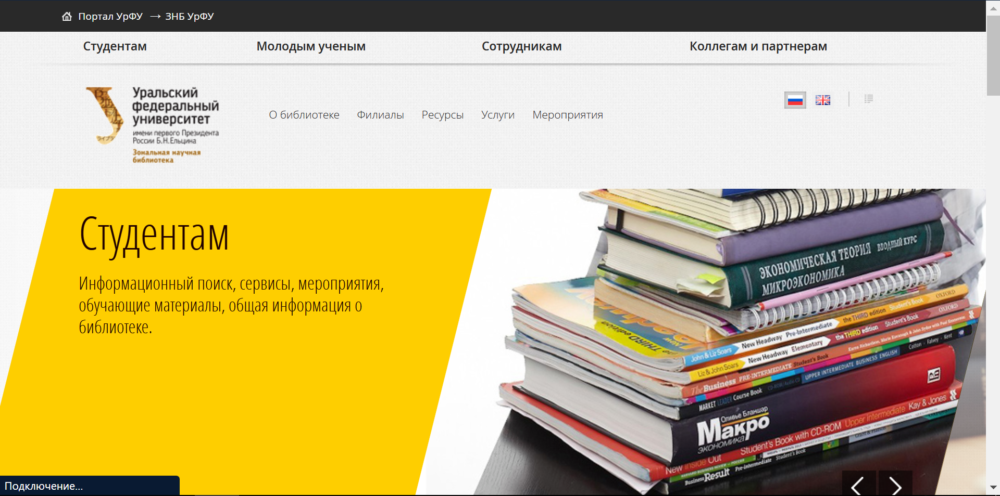 Портал УрФУ → ЗНБ УрФУ
Студентам Молодым ученым Сотрудникам Коллегам и партнерам
Уральский
федеральный
университет
имени первого Президента
России Б.Н.Ельцина
Зональная научная
библиотека
О библиотеке Филиалы Ресурсы Услуги Мероприятия
Студентам
Информационный поиск, сервисы, мероприятия,
обучающие материалы, общая информация о
библиотеке.
ЭКОНОМИЧЕСКАЯ ТЕОРИЯ ВВОДНЫЙ КУРС
МИКРОЭКОНОМИКА
THIRD edition
John & Liz Soars New Headway Pre-Intermediate the THIRD edition Student's Book OXFORD
Liz & John Soars New Headway Elementary the THIRD edition Student's Book OXFORD
The Business PRE-INTERMEDIATE Student's Book
MARKET LEADER Course Book UPPER INTERMEDIATE BUSINESS ENGLISH Cotton · Falvey · Kent
Оливье Бланшар
Макро
ЭКОНОМИКА
New Inside Out Student's Book with CD-ROM Upper intermediate Kay & Jones
Business Result Pre-intermediate Student's Book
Подключение...